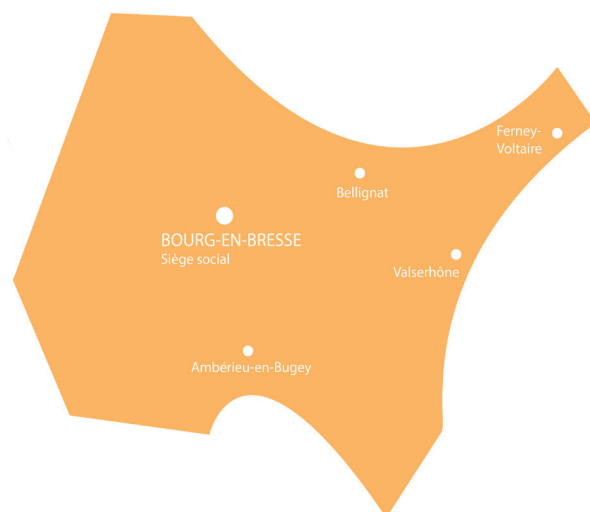 Ferney-
Voltaire
Bellignat
BOURG-EN-BRESSE
Siège social
Valserhône
Ambérieu-en-Bugey